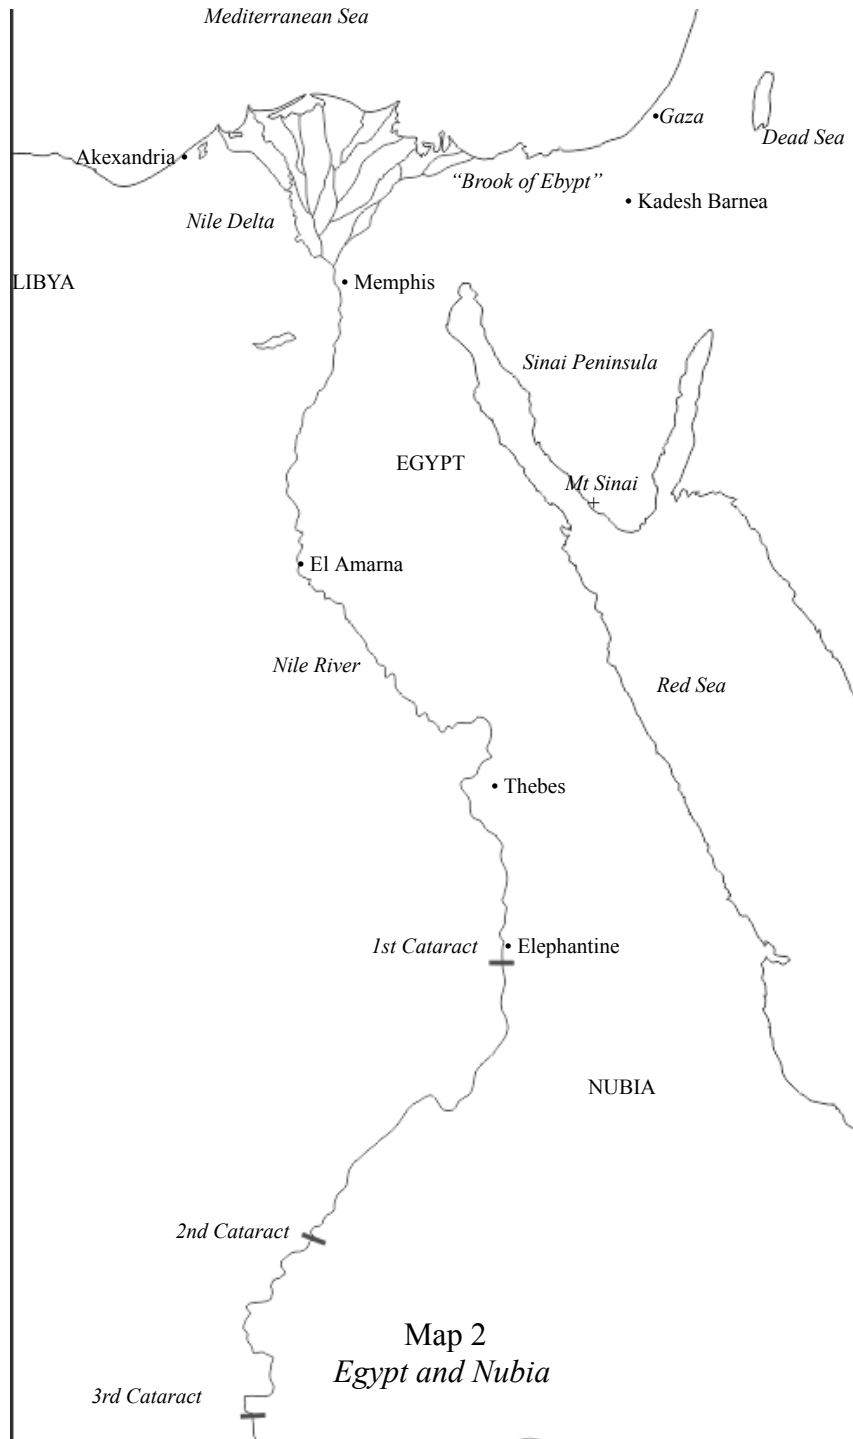 Mediterranean Sea
Gaza
Dead Sea
Akexandria
"Brook of Ebypt"
Kadesh Barnea
Nile Delta
LIBYA
Memphis
Sinai Peninsula
EGYPT
Mt Sinai
El Amarna
Nile River
Red Sea
Thebes
1st Cataract
Elephantine
NUBIA
2nd Cataract
Map 2
Egypt and Nubia
3rd Cataract